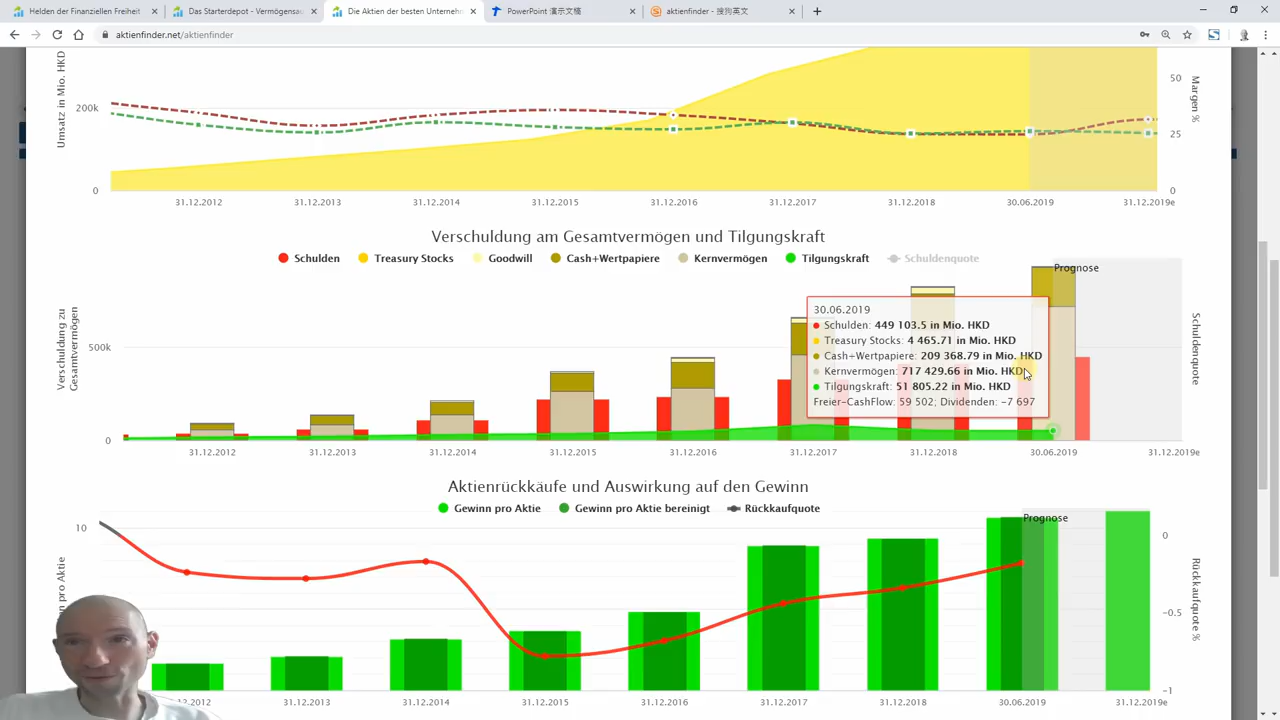 Helden der Finanziellen Freiheit
Das Starterdepot - Vermögensau
Die Aktien der besten Unternehm
PowerPoint 演示文稿
aktienfinder - 搜狗英文
aktienfinder.net/aktienfinder
Umsatz in Mio. HKD
200k
0
50
25
0
Margen %
31.12.2012
31.12.2013
31.12.2014
31.12.2015
31.12.2016
31.12.2017
31.12.2018
30.06.2019
31.12.2019e
Verschuldung am Gesamtvermögen und Tilgungskraft
Schulden
Treasury Stocks
Goodwill
Cash+Wertpapiere
Kernvermögen
Tilgungskraft
Schuldenquote
Verschuldung zu
Gesamtvermögen
500k
0
Prognose
Schuldenquote
30.06.2019
Schulden: 449 103.5 in Mio. HKD
Treasury Stocks: 4 465.71 in Mio. HKD
Cash+Wertpapiere: 209 368.79 in Mio. HKD
Kernvermögen: 717 429.66 in Mio. HKD
Tilgungskraft: 51 805.22 in Mio. HKD
Freier-CashFlow: 59 502; Dividenden: -7 697
31.12.2012
31.12.2013
31.12.2014
31.12.2015
31.12.2016
31.12.2017
31.12.2018
30.06.2019
31.12.2019e
Aktienrückkäufe und Auswirkung auf den Gewinn
Gewinn pro Aktie
Gewinn pro Aktie bereinigt
Rückkaufquote
10
pro Aktie
Prognose
0
-0.5
-1
Rückkaufquote %
.2012
31.12.2013
31.12.2014
31.12.2015
31.12.2016
31.12.2017
31.12.2018
30.06.2019
31.12.2019e